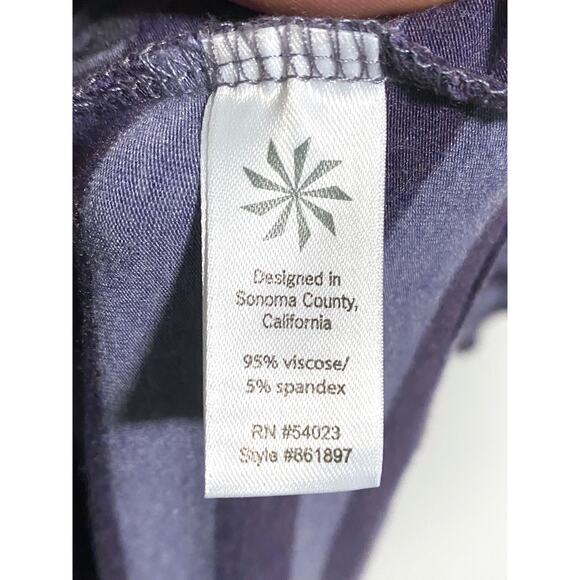 Designed in
Sonoma County,
California
95% viscose/
5% spandex
RN #54023
Style #861897